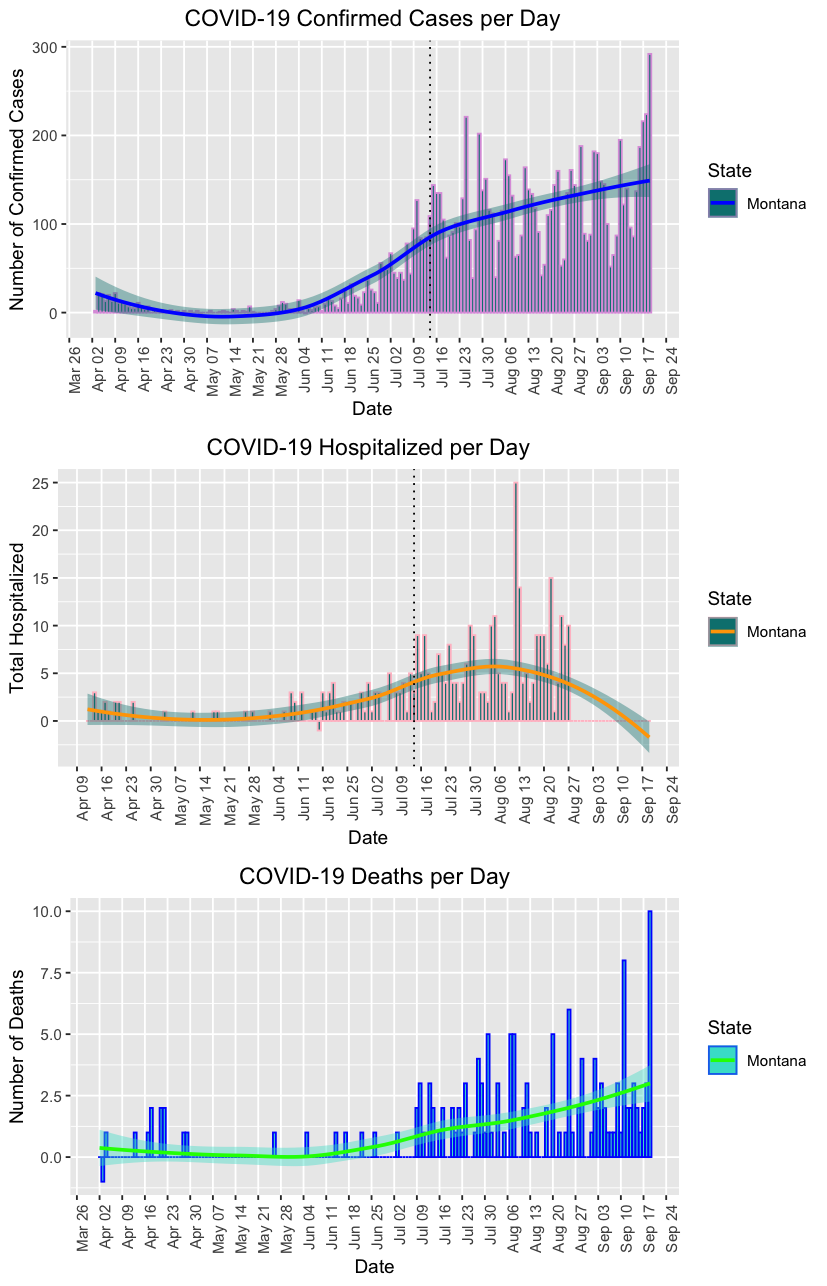 COVID-19 Confirmed Cases per Day
Number of Confirmed Cases
300
200
100
0
Mar 26
Apr 02
Apr 09
Apr 16
Apr 23
Apr 30
May 07
May 14
May 21
May 28
Jun 04
Jun 11
Jun 18
Jun 25
Jul 02
Jul 09
Jul 16
Jul 23
Jul 30
Aug 06
Aug 13
Aug 20
Aug 27
Sep 03
Sep 10
Sep 17
Sep 24
Date
State
Montana
COVID-19 Hospitalized per Day
Total Hospitalized
25
20
15
10
5
0
Apr 09
Apr 16
Apr 23
Apr 30
May 07
May 14
May 21
May 28
Jun 04
Jun 11
Jun 18
Jun 25
Jul 02
Jul 09
Jul 16
Jul 23
Jul 30
Aug 06
Aug 13
Aug 20
Aug 27
Sep 03
Sep 10
Sep 17
Sep 24
Date
State
Montana
COVID-19 Deaths per Day
Number of Deaths
10.0
7.5
5.0
2.5
0.0
Mar 26
Apr 02
Apr 09
Apr 16
Apr 23
Apr 30
May 07
May 14
May 21
May 28
Jun 04
Jun 11
Jun 18
Jun 25
Jul 02
Jul 09
Jul 16
Jul 23
Jul 30
Aug 06
Aug 13
Aug 20
Aug 27
Sep 03
Sep 10
Sep 17
Sep 24
Date
State
Montana